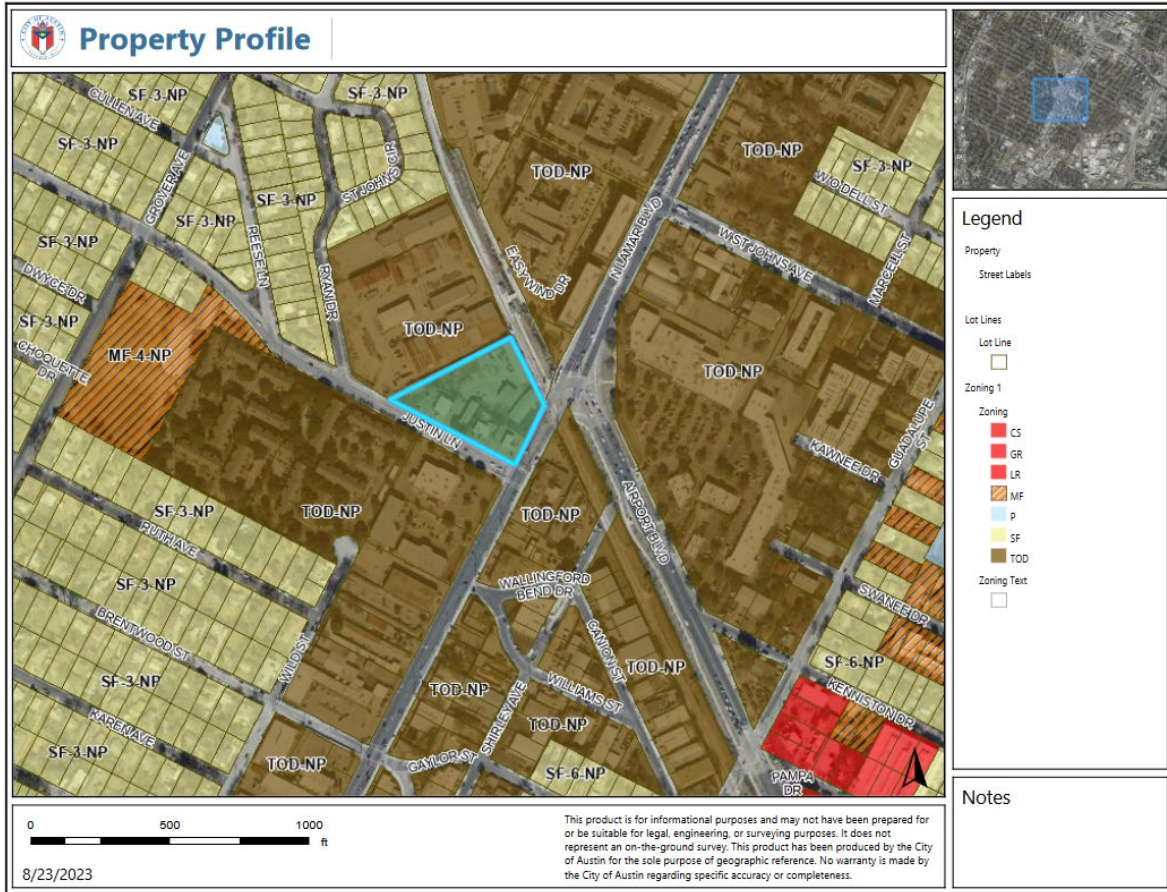 Property Profile
CITY OF AUSTIN
SF-3-NP
SF-3-NP
CULLEN AVE
SF-3-NP
GROVER AVE
ST JOHNS CIR
TOD-NP
TOD-NP
SF-3-NP
W ODELL ST
SF-3-NP
SF-3-NP
N LAMAR BLVD
SF-3-NP
REESE LN
RYAN DR
EASY WIND DR
W ST JOHNS AVE
MARCELL ST
DWYCE DR
SF-3-NP
TOD-NP
MF-4-NP
CHOQUETTE DR
TOD-NP
JUSTIN LN
GUADALUPE ST
KAWNEE DR
AIRPORT BLVD
SF-3-NP
TOD-NP
TOD-NP
RUTH AVE
SF-3-NP
WALLINGFORD
BEND DR
SWANEE DR
BRENTWOOD ST
CANION ST
WILD ST
TOD-NP
SF-6-NP
SF-3-NP
TOD-NP
WILLIAMS ST
KENNISTON DR
KAREN AVE
SHIRLEY AVE
TOD-NP
SF-3-NP
GAYLOR ST
TOD-NP
SF-6-NP
PAMPA
DR
Legend
Property
Street Labels
Lot Lines
Lot Line
Zoning 1
Zoning
CS
GR
LR
MF
P
SF
TOD
Zoning Text
Notes
0 500 1000
ft
8/23/2023
This product is for informational purposes and may not have been prepared for
or be suitable for legal, engineering, or surveying purposes. It does not
represent an on-the-ground survey. This product has been produced by the City
of Austin for the sole purpose of geographic reference. No warranty is made by
the City of Austin regarding specific accuracy or completeness.